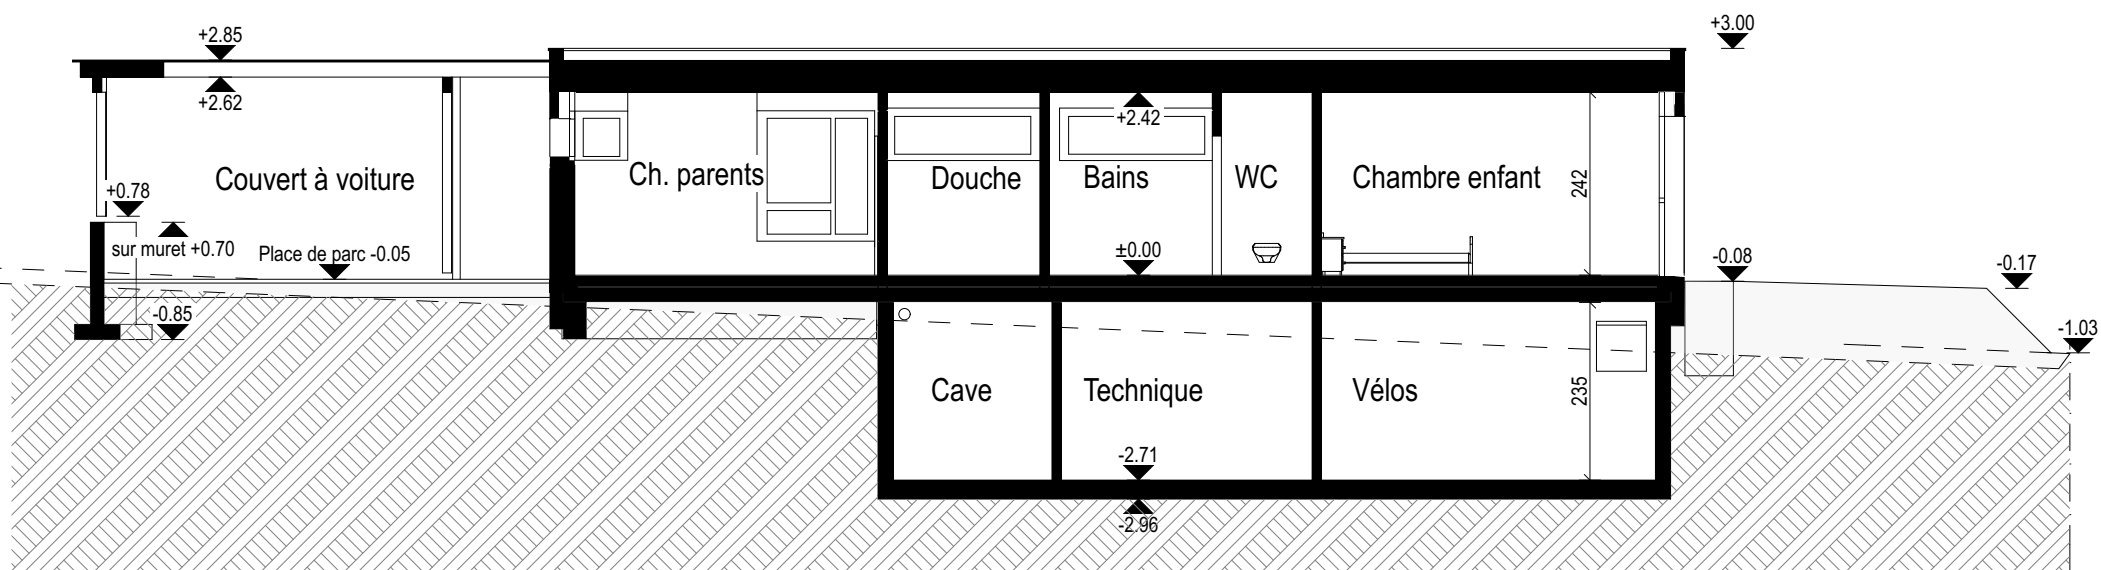 +2.85
+3.00
+2.62
+2.42
Couvert à voiture
Ch. parents
Douche
Bains
WC
Chambre enfant
242
+0.78
sur muret +0.70
Place de parc -0.05
±0.00
-0.08
-0.17
-0.85
-1.03
Cave
Technique
Vélos
235
-2.71
-2.96